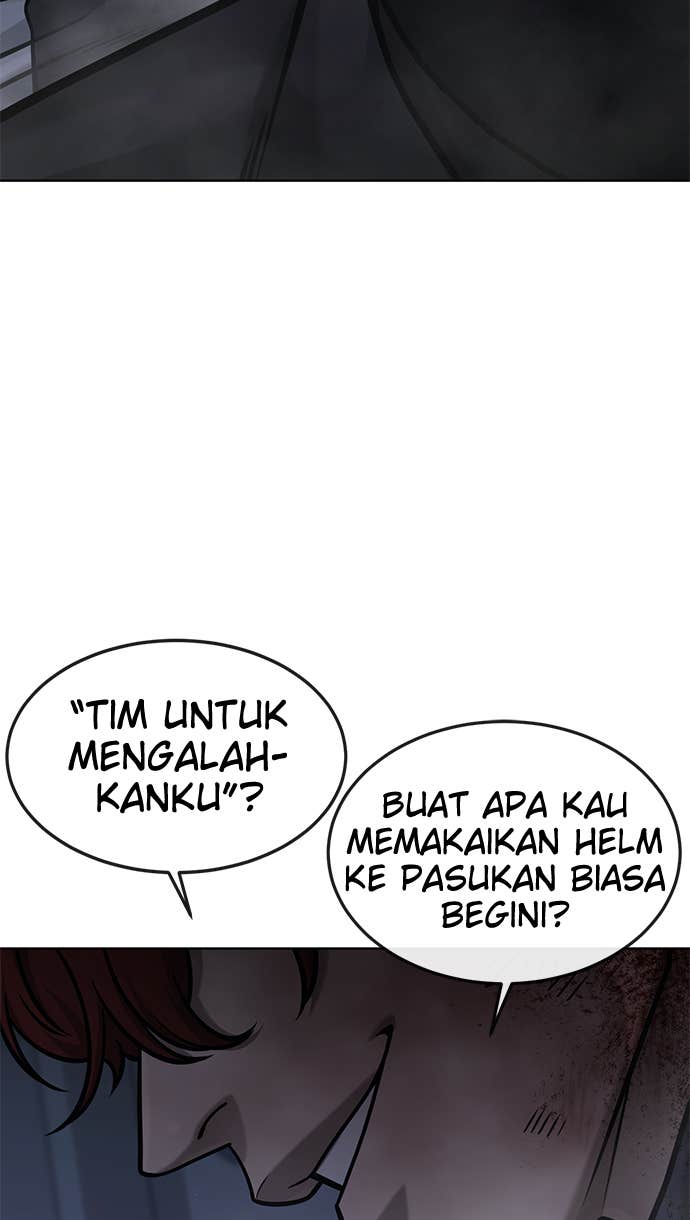 “TIM UNTUK
MENGALAH-
KANKU”?
BUAT APA KAU
MEMAKAIKAN HELM
KE PASUKAN BIASA
BEGINI?